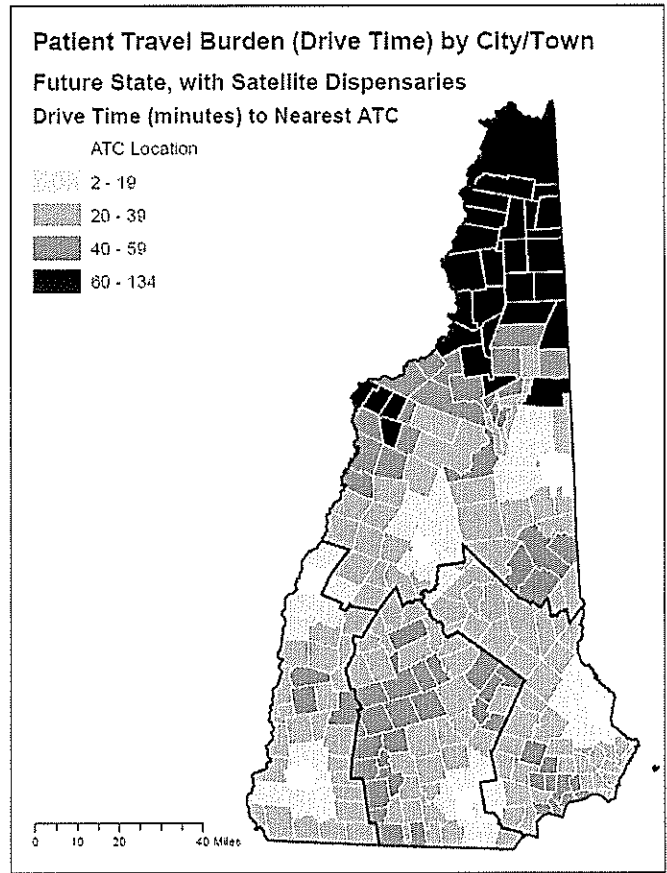 Patient Travel Burden (Drive Time) by City/Town
Future State, with Satellite Dispensaries
Drive Time (minutes) to Nearest ATC
ATC Location
2 - 19
20 - 39
40 - 59
60 - 134
0 10 20 40 Miles